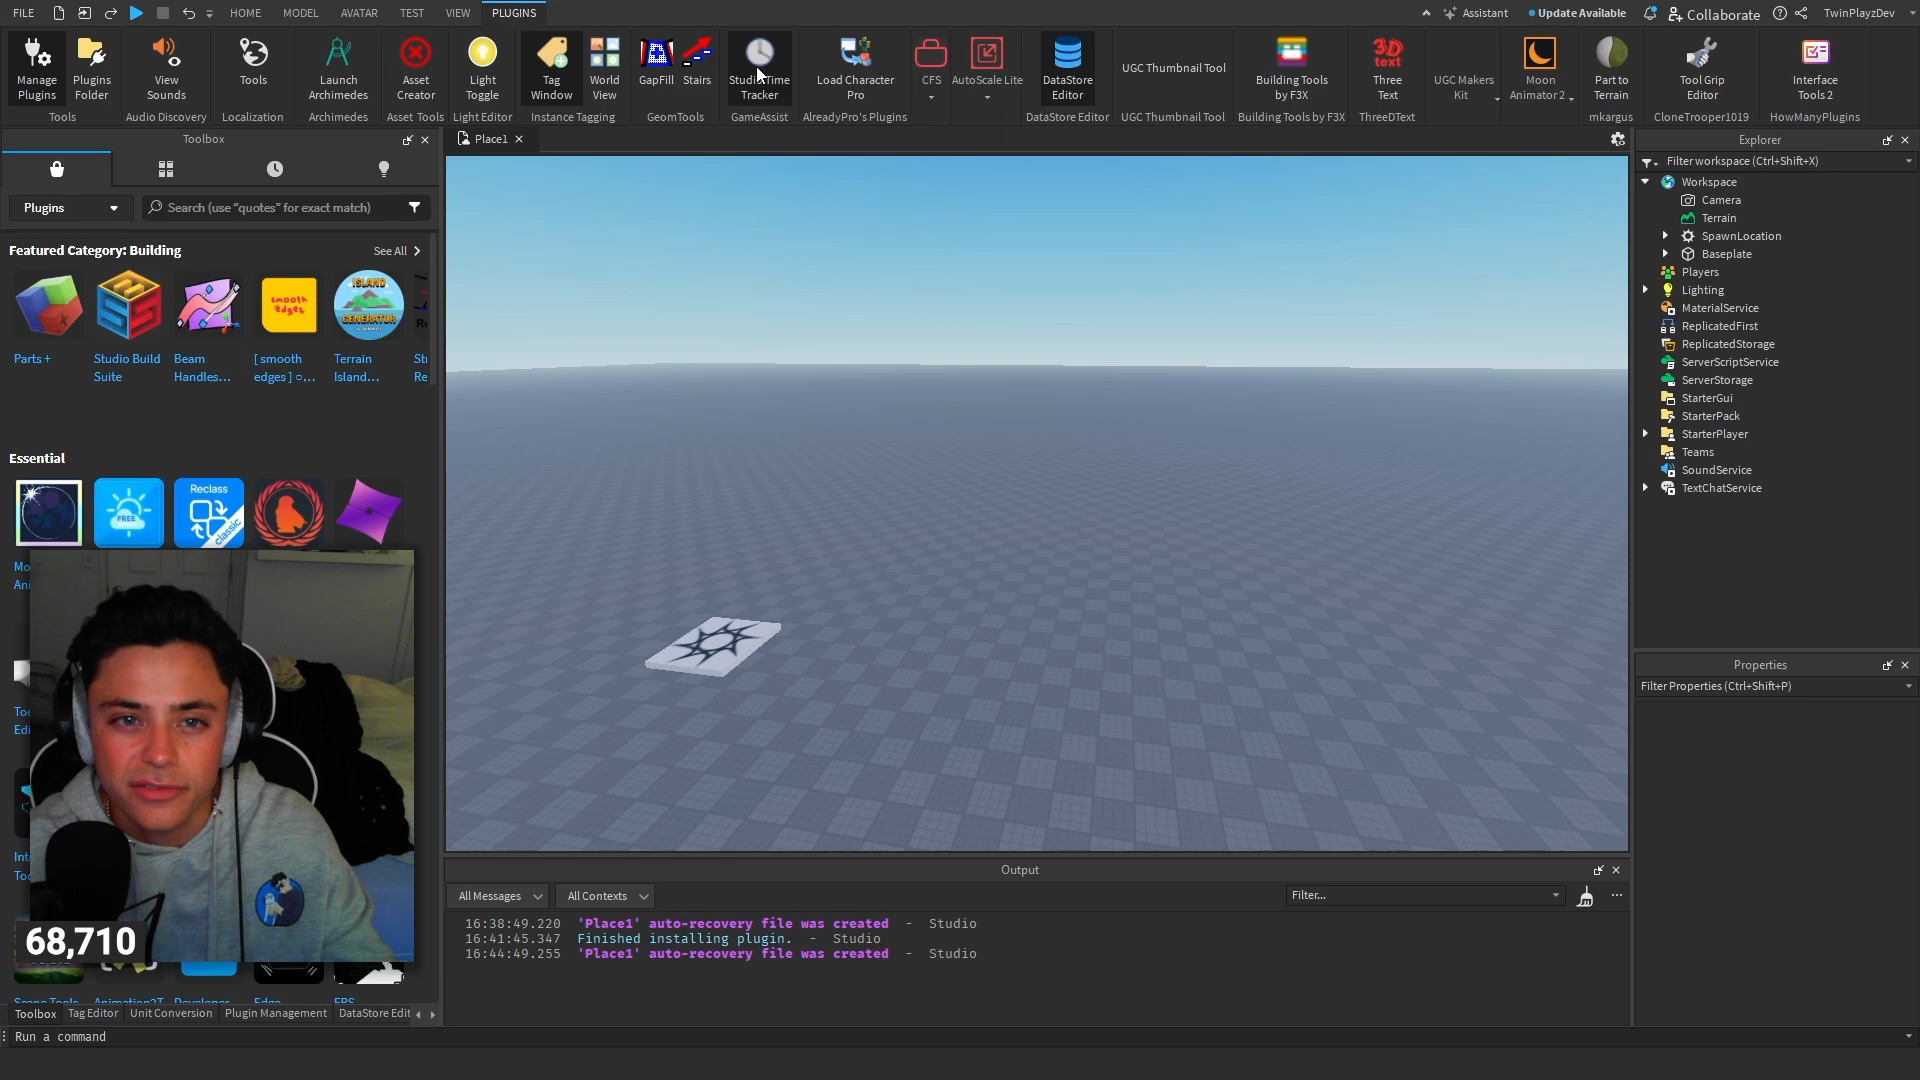 FILE
HOME
MODEL
AVATAR
TEST
VIEW
PLUGINS
Assistant
Update Available
Collaborate
TwinPlayzDev
Manage Plugins
Plugins Folder
View Sounds
Tools
Launch Archimedes
Asset Creator
Light Toggle
Tag Window
World View
GapFill
Stairs
Studio Time Tracker
Load Character Pro
CFS
AutoScale Lite
DataStore Editor
UGC Thumbnail Tool
Building Tools by F3X
3D text
Three Text
UGC Makers Kit
Moon Animator 2
Part to Terrain
Tool Grip Editor
Interface Tools 2
Tools
Audio Discovery
Localization
Archimedes
Asset Tools
Light Editor
Instance Tagging
GeomTools
GameAssist
AlreadyPro's Plugins
DataStore Editor
UGC Thumbnail Tool
Building Tools by F3X
ThreeDText
mkargus
CloneTrooper1019
HowManyPlugins
Toolbox
Plugins
Search (use "quotes" for exact match)
Featured Category: Building
See All
smooth edges
ISLAND GENERATOR
Parts +
Studio Build Suite
Beam Handles...
[ smooth edges ] ○...
Terrain Island...
Essential
FREE
Reclass
classic
68,710
Toolbox
Tag Editor
Unit Conversion
Plugin Management
DataStore Edit
Run a command
Place1
Output
All Messages
All Contexts
Filter...
16:38:49.220 'Place1' auto-recovery file was created - Studio
16:41:45.347 Finished installing plugin. - Studio
16:44:49.255 'Place1' auto-recovery file was created - Studio
Explorer
Filter workspace (Ctrl+Shift+X)
Workspace
Camera
Terrain
SpawnLocation
Baseplate
Players
Lighting
MaterialService
ReplicatedFirst
ReplicatedStorage
ServerScriptService
ServerStorage
StarterGui
StarterPack
StarterPlayer
Teams
SoundService
TextChatService
Properties
Filter Properties (Ctrl+Shift+P)